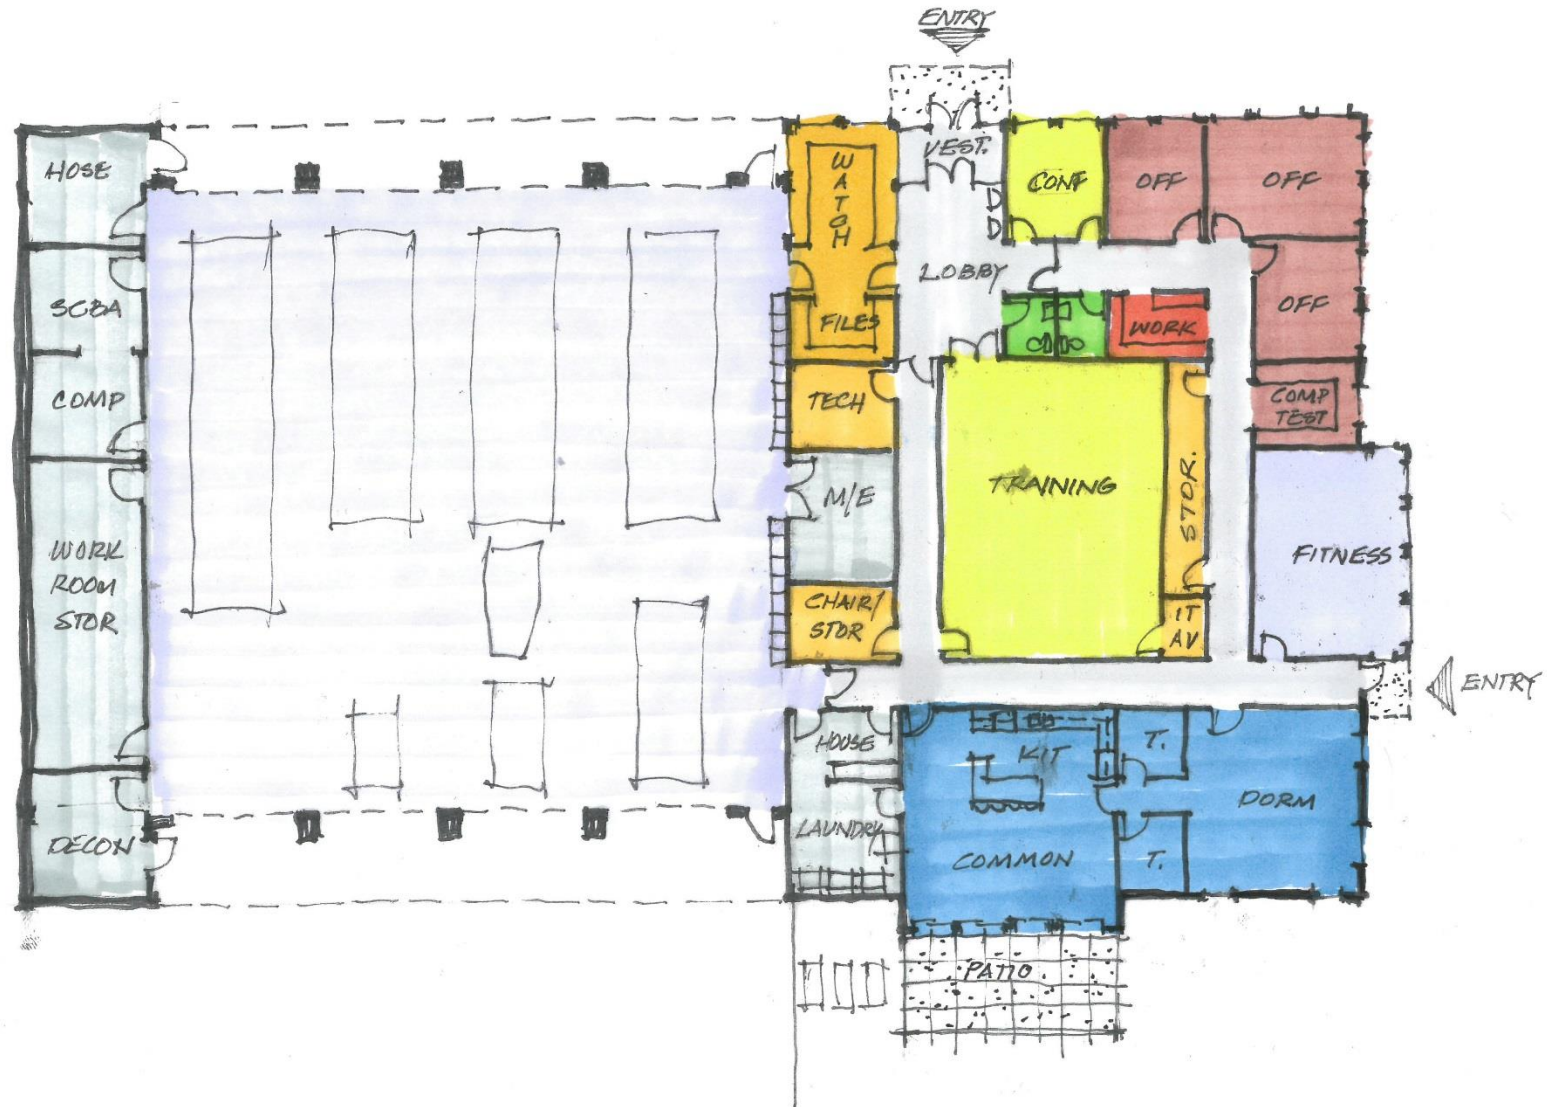 ENTRY
HOSE
SCBA
COMP
WORK
ROOM
STOR
DECON
W
A
T
C
H
FILES
TECH
M/E
CHAIR/
STOR
HOUSE
LAUNDRY
VEST.
LOBBY
D
D
CONF
OFF
OFF
OFF
WORK
COMP
TEST
TRAINING
STOR.
IT
AV
FITNESS
ENTRY
KIT
COMMON
T.
T.
DORM
PATIO